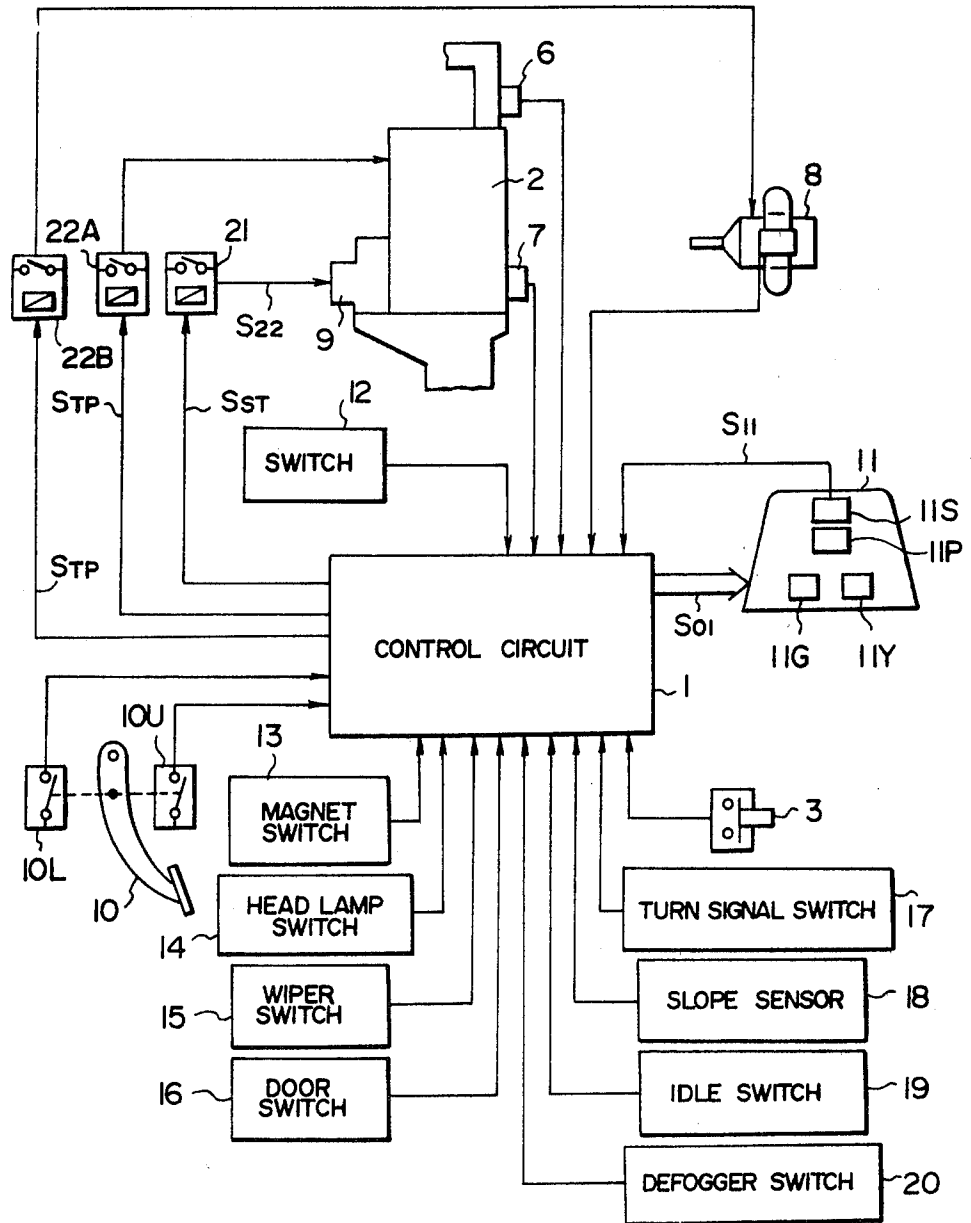 6
2
8
22A
21
7
S22
9
22B
STP
SST
12
SWITCH
S11
11
11S
11P
STP
S01
11G
11Y
CONTROL CIRCUIT
1
10U
13
MAGNET
SWITCH
3
10L
10
HEAD LAMP
SWITCH
14
TURN SIGNAL SWITCH
17
WIPER
SWITCH
15
SLOPE SENSOR
18
DOOR
SWITCH
16
IDLE SWITCH
19
DEFOGGER SWITCH
20